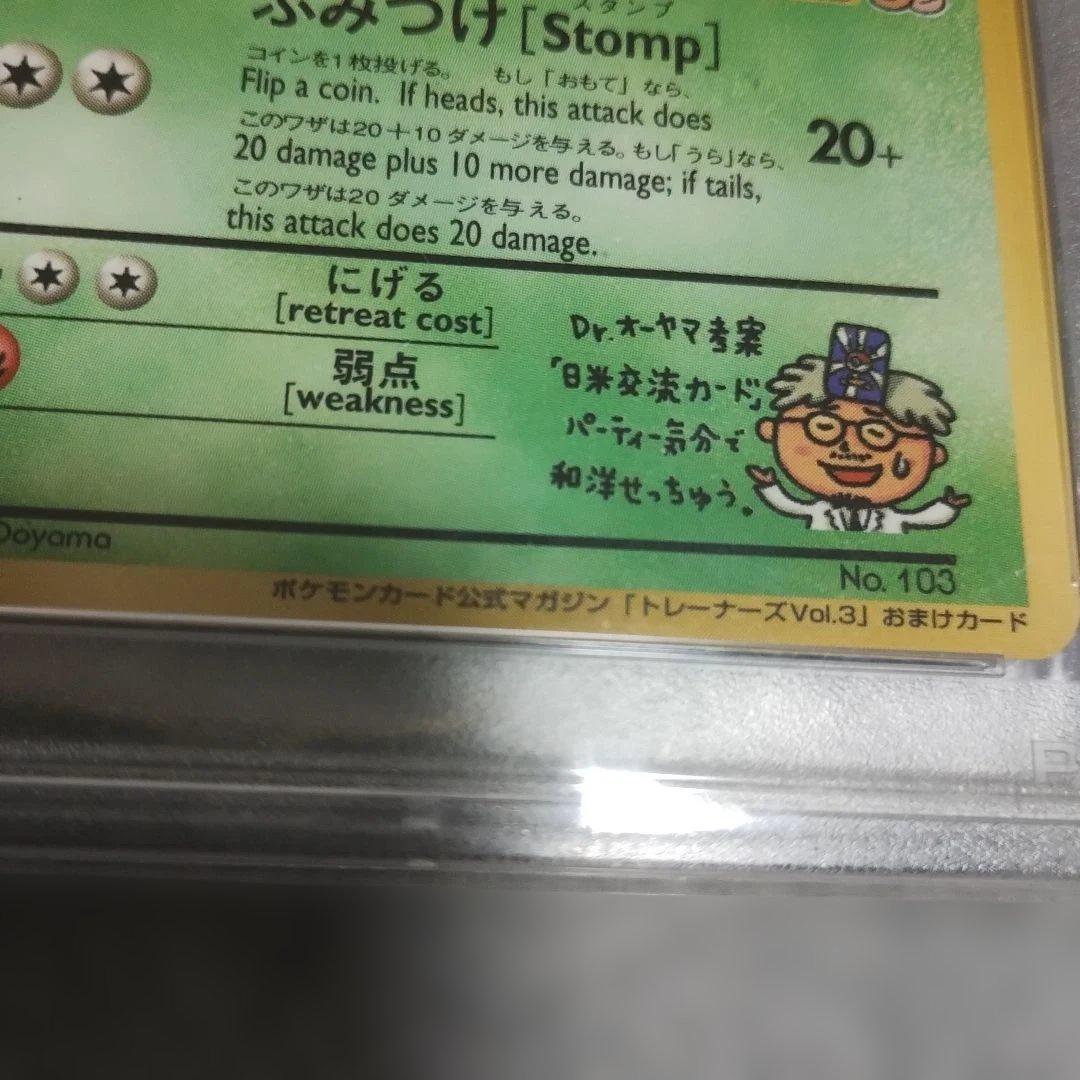 ふみつけ[Stomp]
スタンプ
コインを1枚投げる。 もし「おもて」なら、
Flip a coin. If heads, this attack does
このワザは20＋10ダメージを与える。もし「うら」なら、
20 damage plus 10 more damage; if tails,
このワザは20ダメージを与える。
this attack does 20 damage.
20+
にげる
[retreat cost]
弱点
[weakness]
Dr.オーヤマ考案
「日米交流カード」
パーティー気分で
和洋せっちゅう。
Ooyama
No. 103
ポケモンカード公式マガジン「トレーナーズVol.3」おまけカード